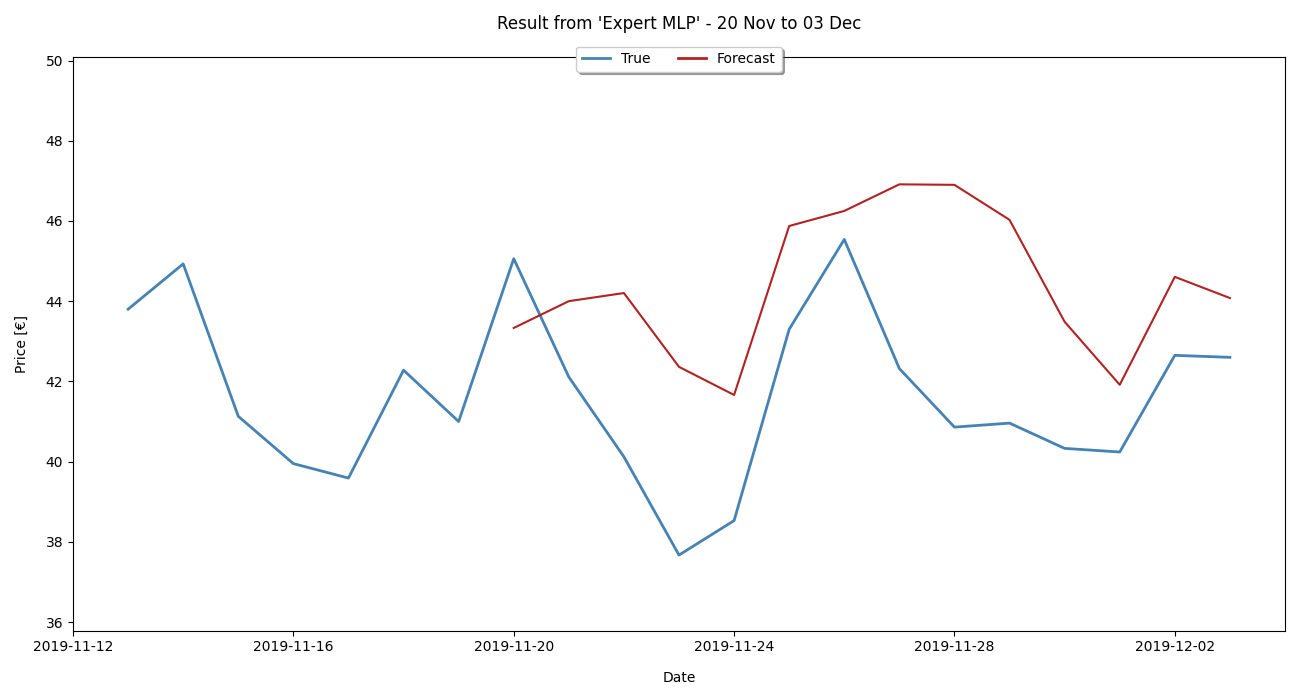 Result from 'Expert MLP' - 20 Nov to 03 Dec
True Forecast
50
48
46
44
42
40
38
36
Price [€]
2019-11-12 2019-11-16 2019-11-20 2019-11-24 2019-11-28 2019-12-02
Date